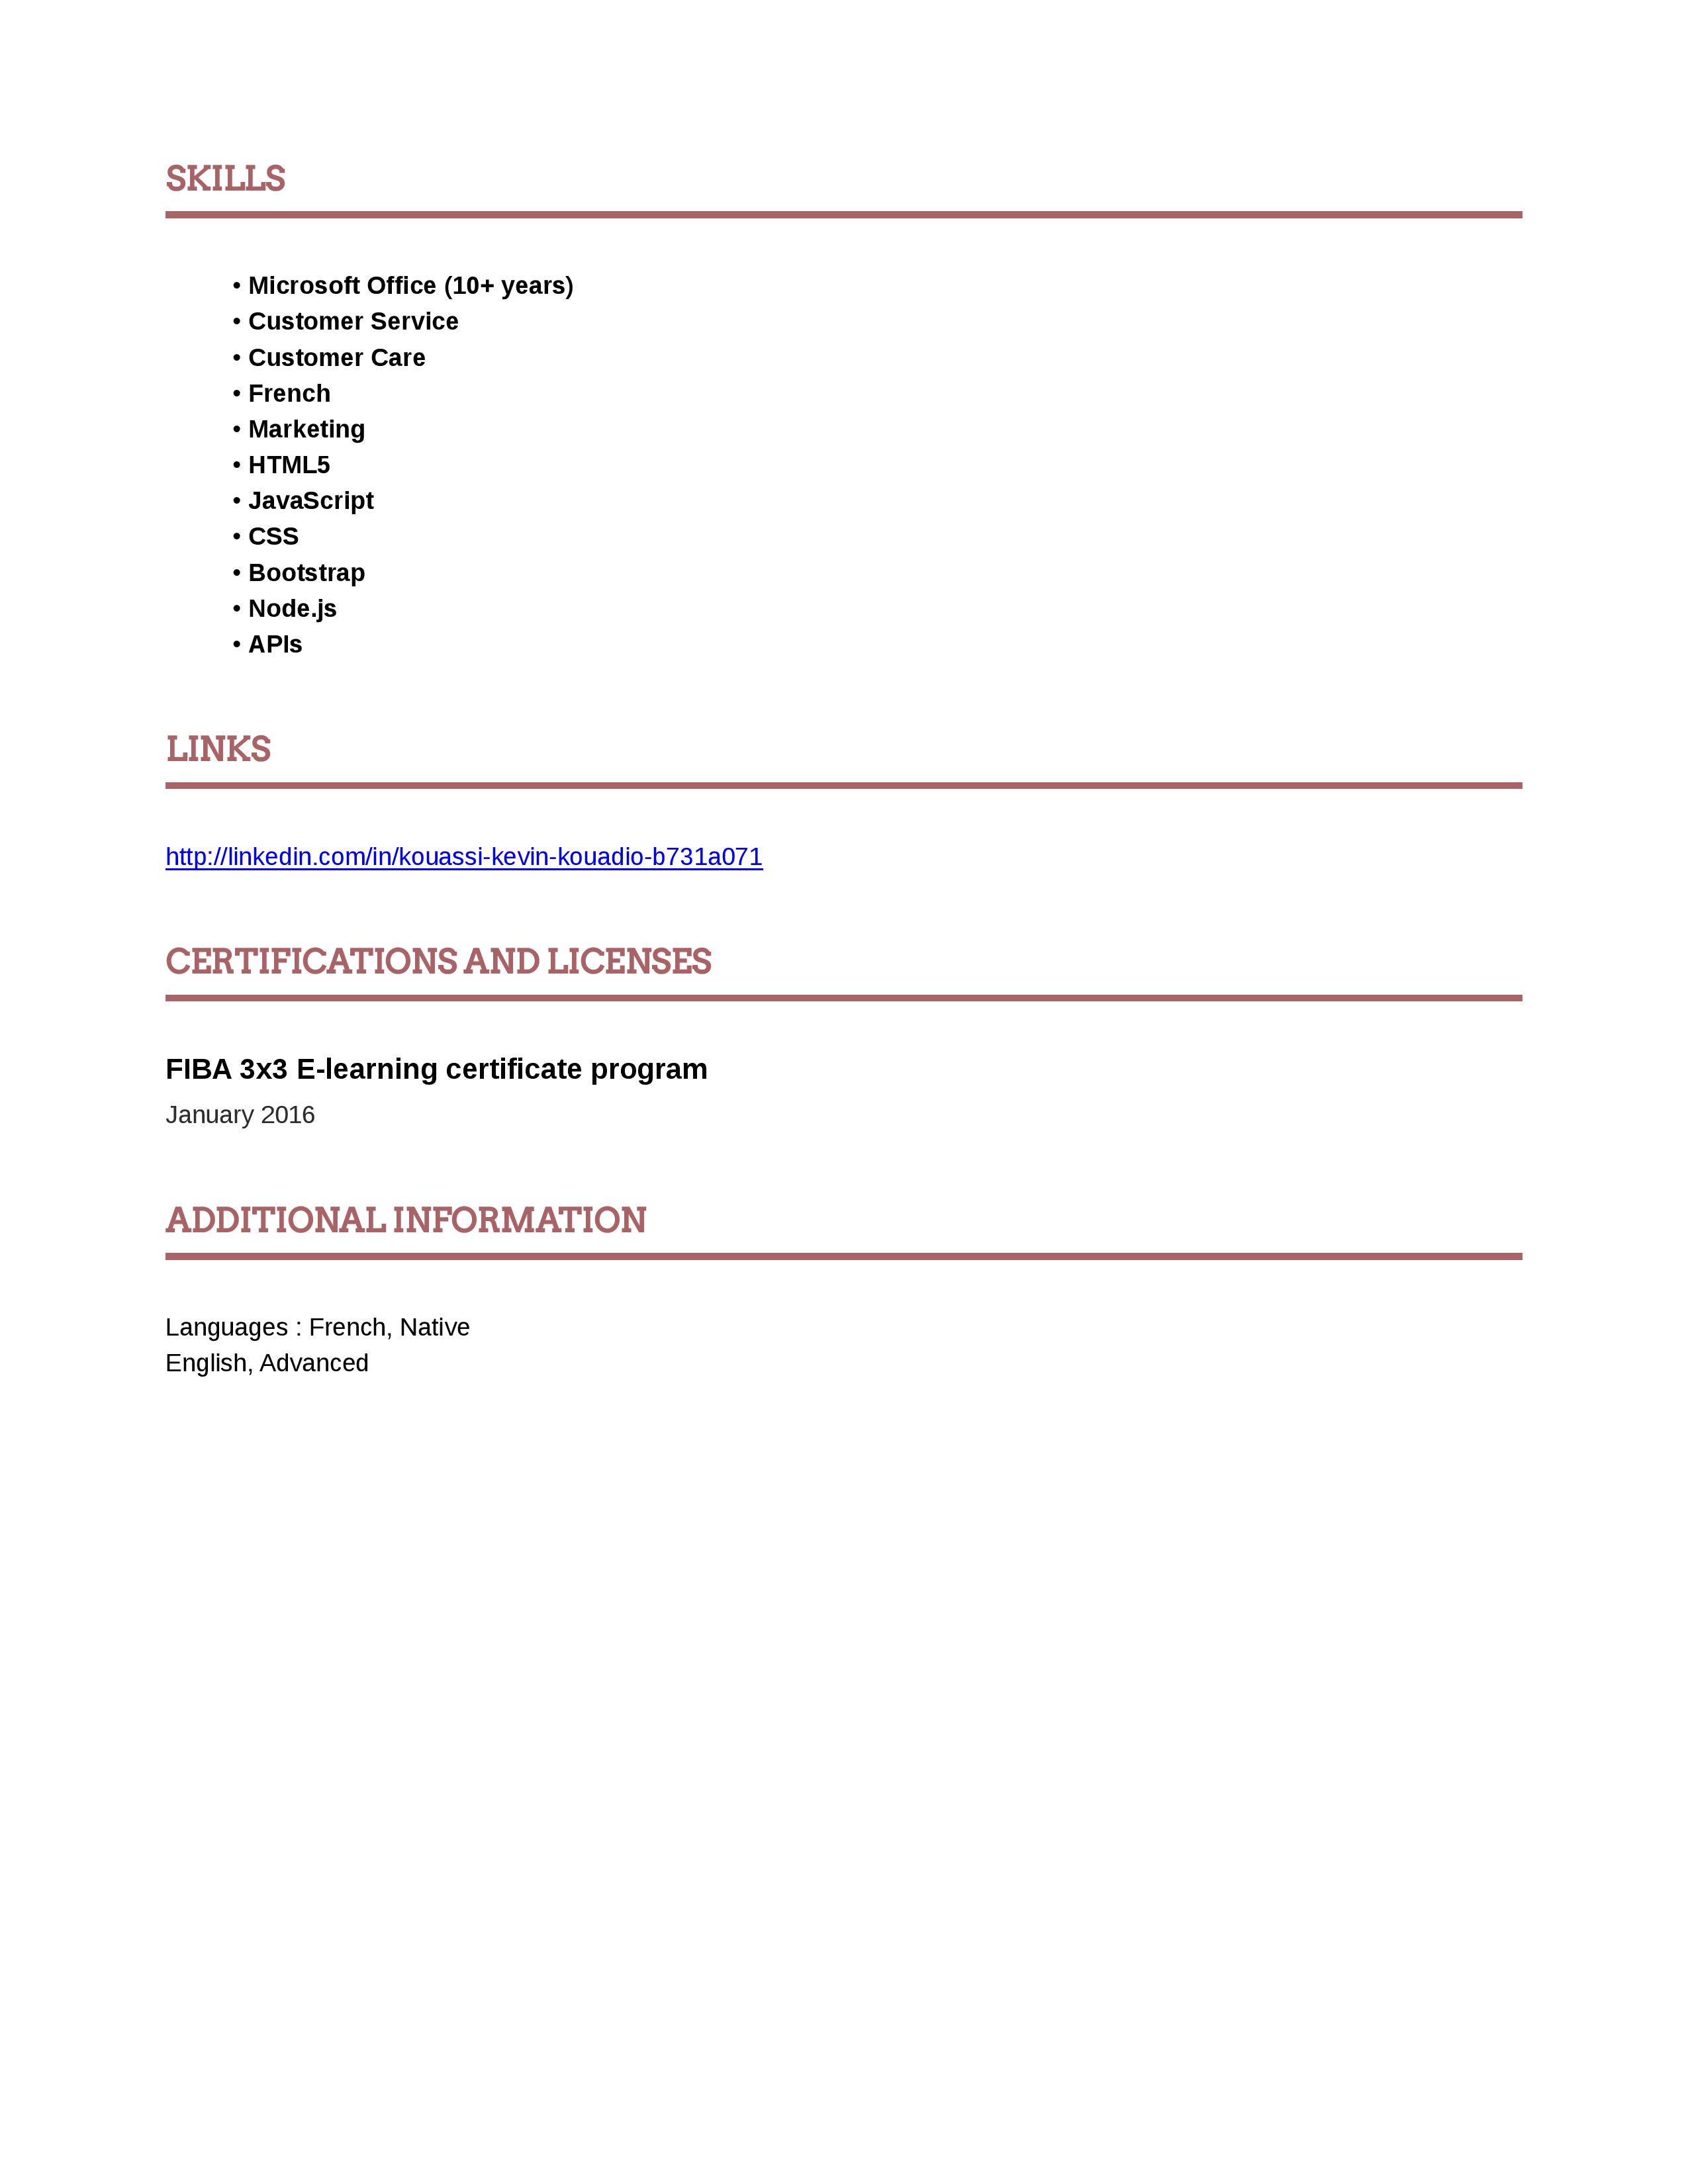 SKILLS
• Microsoft Office (10+ years)
• Customer Service
• Customer Care
• French
• Marketing
• HTML5
• JavaScript
• CSS
• Bootstrap
• Node.js
• APIs
LINKS
http://linkedin.com/in/kouassi-kevin-kouadio-b731a071
CERTIFICATIONS AND LICENSES
FIBA 3x3 E-learning certificate program
January 2016
ADDITIONAL INFORMATION
Languages : French, Native
English, Advanced